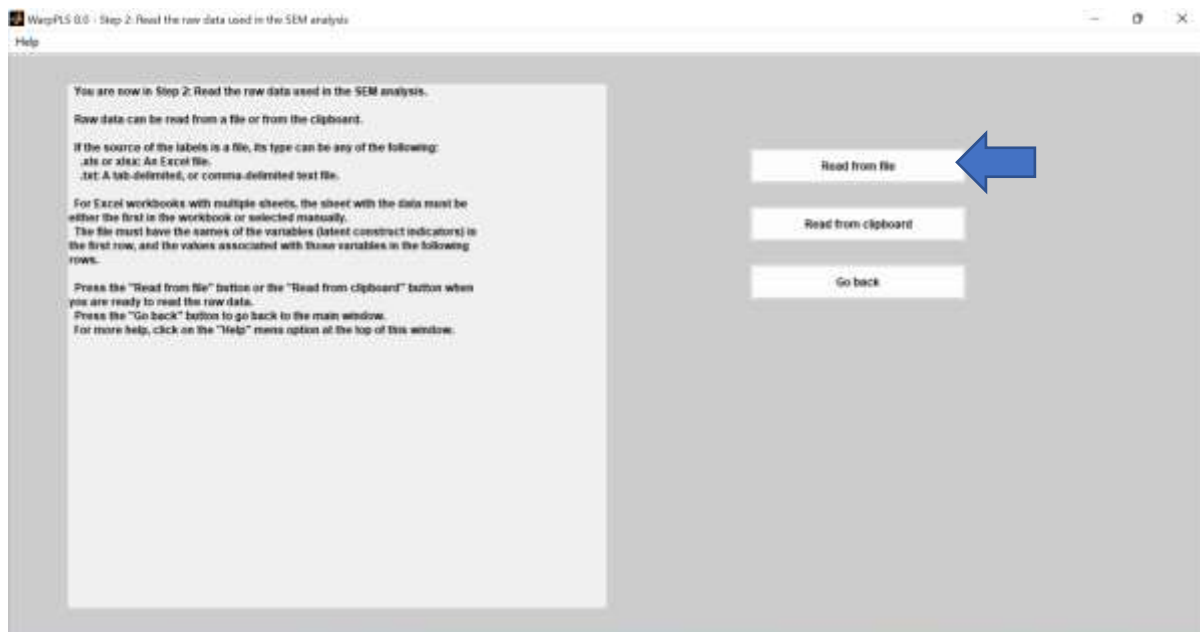 WarpPLS 8.0 - Step 2: Read the raw data used in the SEM analysis
Help
You are now in Step 2: Read the raw data used in the SEM analysis.
Raw data can be read from a file or from the clipboard.
If the source of the labels is a file, its type can be any of the following:
.xls or xlsx: An Excel file.
.txt: A tab-delimited, or comma-delimited text file.
For Excel workbooks with multiple sheets, the sheet with the data must be
either the first in the workbook or selected manually.
The file must have the names of the variables (latent construct indicators) in
the first row, and the values associated with those variables in the following
rows.
Press the "Read from file" button or the "Read from clipboard" button when
you are ready to read the raw data.
Press the "Go back" button to go back to the main window.
For more help, click on the "Help" menu option at the top of this window.
Read from file
Read from clipboard
Go back